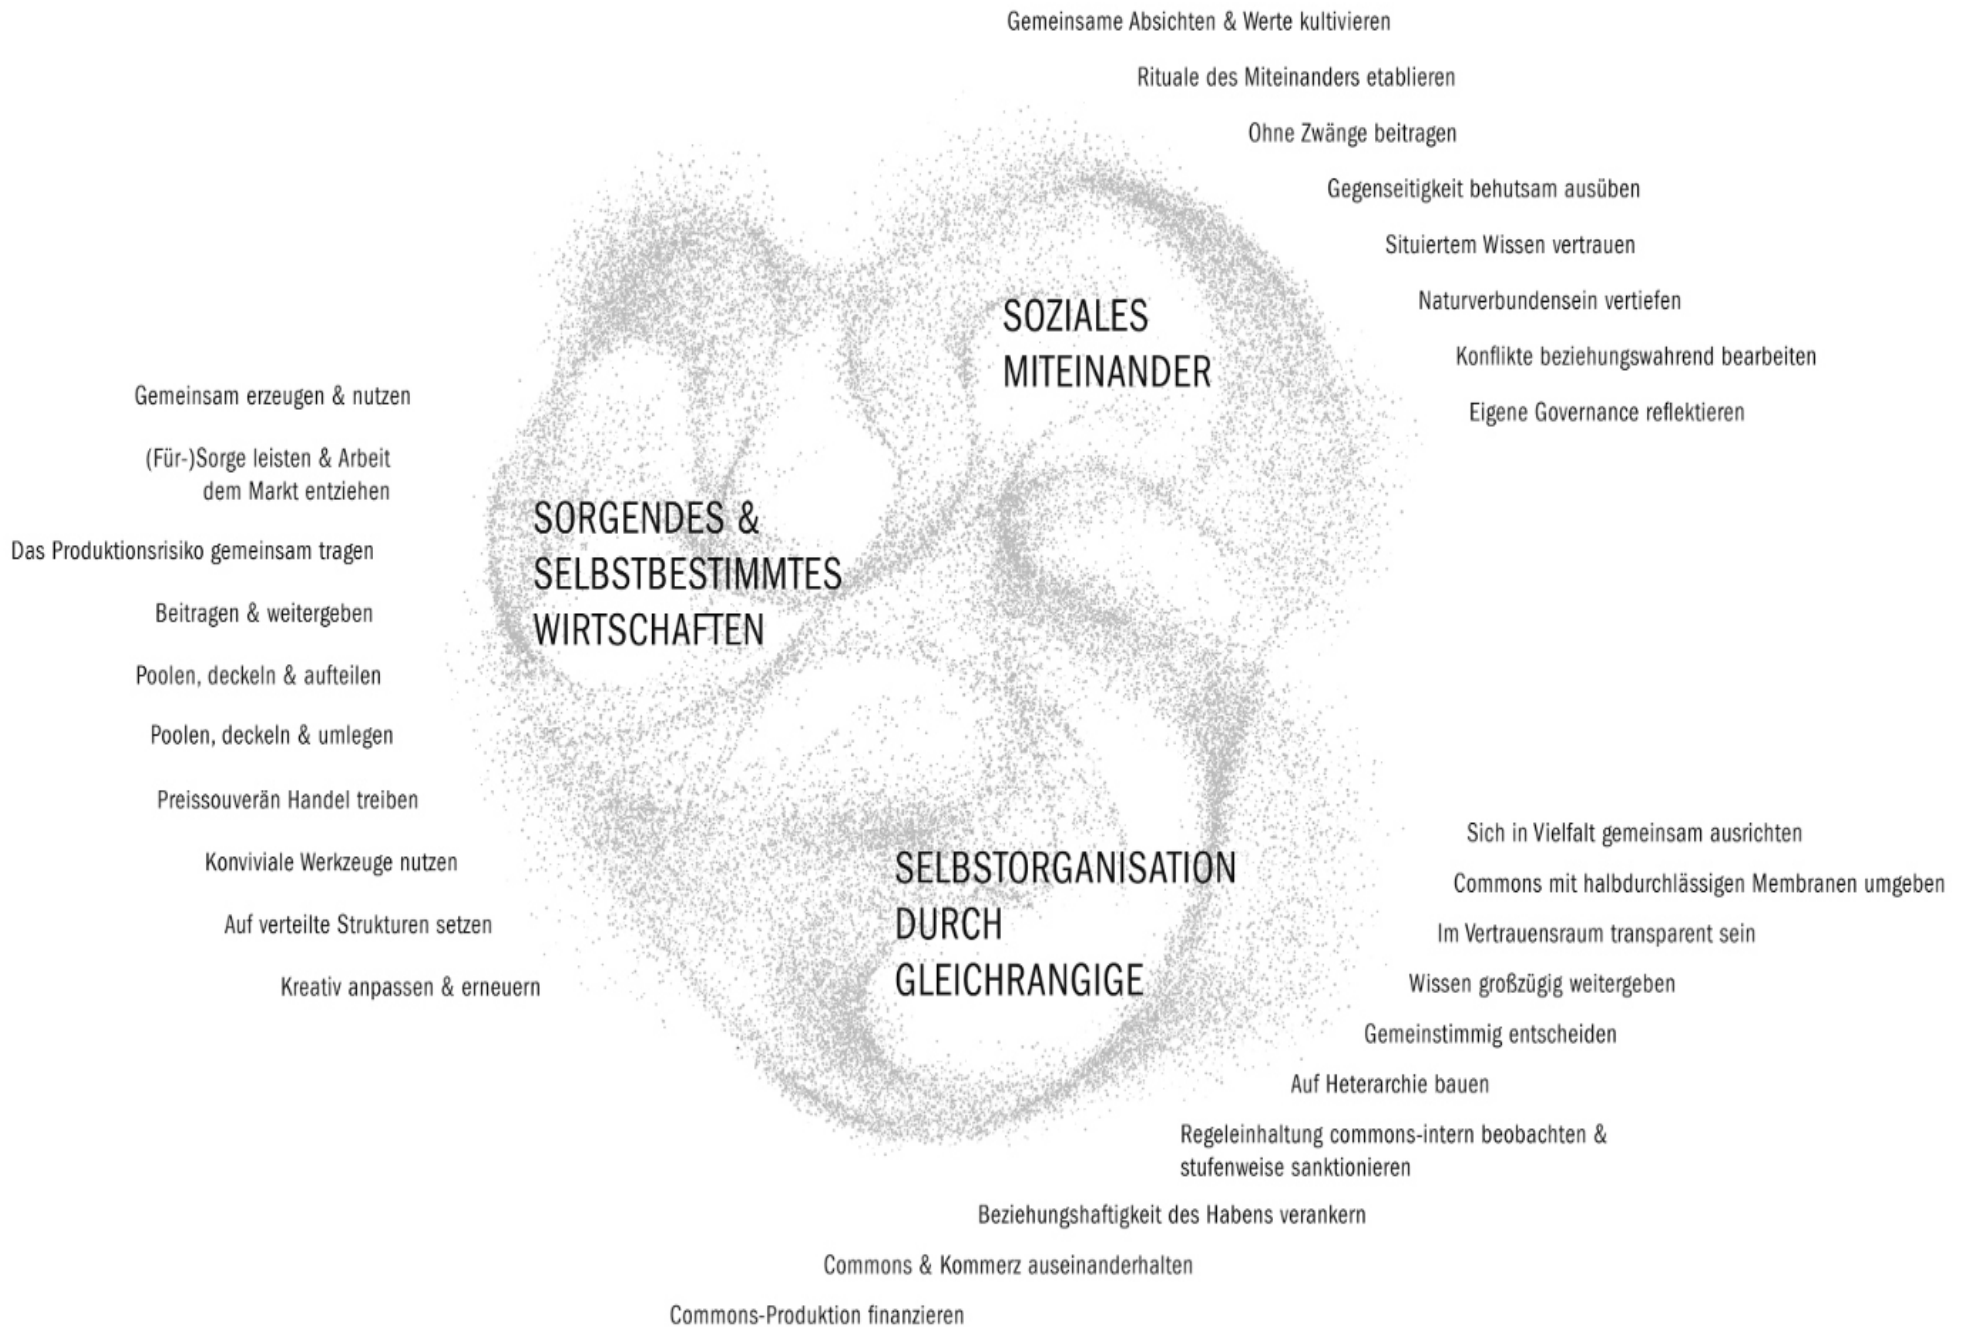 Gemeinsame Absichten & Werte kultivieren
Rituale des Miteinanders etablieren
Ohne Zwänge beitragen
Gegenseitigkeit behutsam ausüben
Situiertem Wissen vertrauen
Naturverbundensein vertiefen
Konflikte beziehungswahrend bearbeiten
Eigene Governance reflektieren
SOZIALES
MITEINANDER
Gemeinsam erzeugen & nutzen
(Für-)Sorge leisten & Arbeit
dem Markt entziehen
Das Produktionsrisiko gemeinsam tragen
Beitragen & weitergeben
Poolen, deckeln & aufteilen
Poolen, deckeln & umlegen
Preissouverän Handel treiben
Konviviale Werkzeuge nutzen
Auf verteilte Strukturen setzen
Kreativ anpassen & erneuern
SORGENDES &
SELBSTBESTIMMTES
WIRTSCHAFTEN
SELBSTORGANISATION
DURCH
GLEICHRANGIGE
Sich in Vielfalt gemeinsam ausrichten
Commons mit halbdurchlässigen Membranen umgeben
Im Vertrauensraum transparent sein
Wissen großzügig weitergeben
Gemeinstimmig entscheiden
Auf Heterarchie bauen
Regeleinhaltung commons-intern beobachten &
stufenweise sanktionieren
Beziehungshaftigkeit des Habens verankern
Commons & Kommerz auseinanderhalten
Commons-Produktion finanzieren